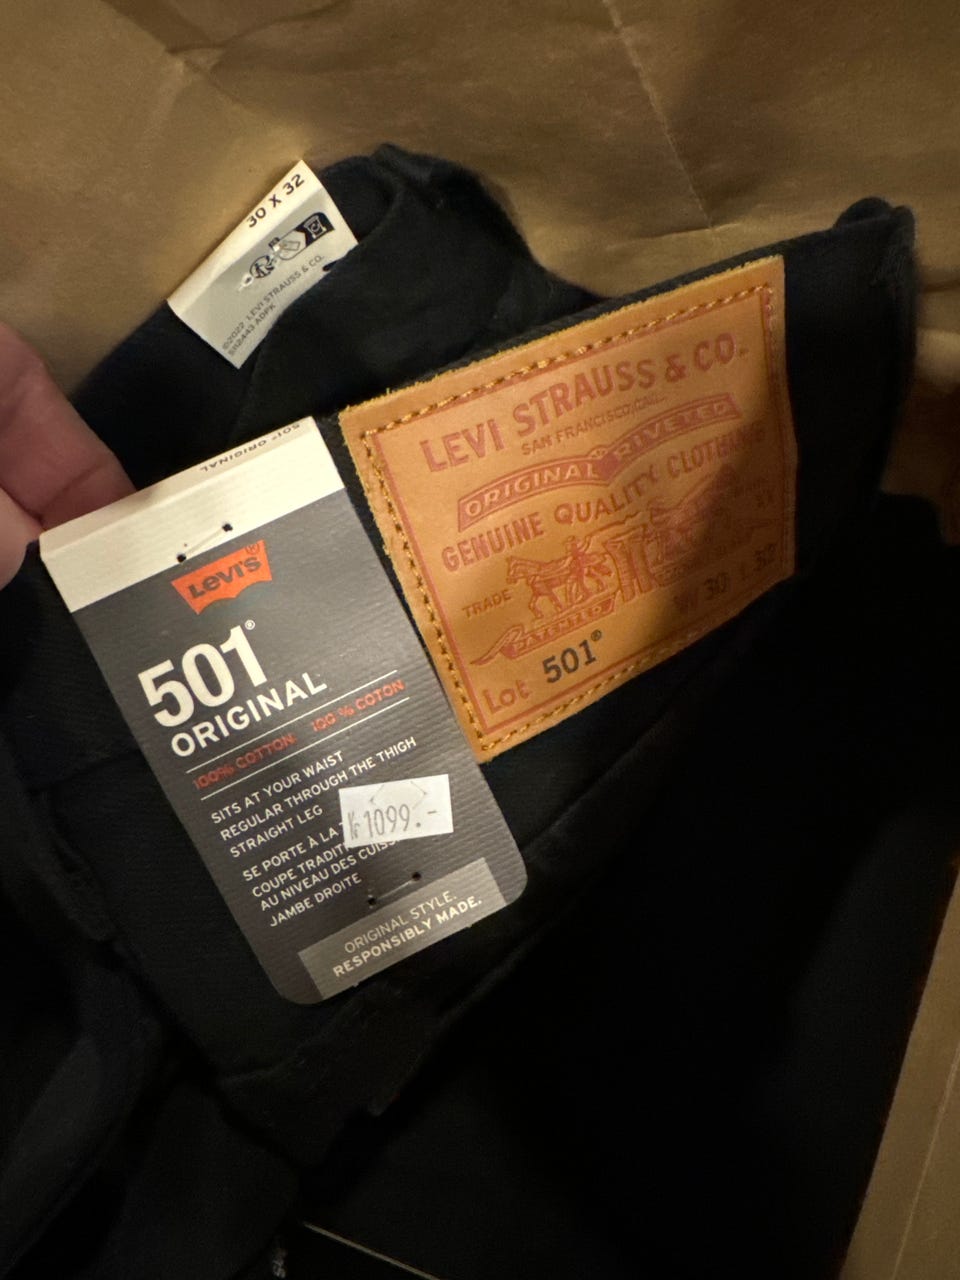 30 X 32
©2022 LEVI STRAUSS & CO.
501® ORIGINAL
Levi's®
501®
ORIGINAL
100% COTTON 100 % COTON
SITS AT YOUR WAIST
REGULAR THROUGH THE THIGH
STRAIGHT LEG
SE PORTE À LA
COUPE TRADIT
AU NIVEAU DES CUISS
JAMBE DROITE
Kr 1099.-
ORIGINAL STYLE.
RESPONSIBLY MADE.
LEVI STRAUSS & CO.
SAN FRANCISCO, CAL.
ORIGINAL RIVETED
GENUINE QUALITY CLOTHING
TRADE
PATENTED
W 30 L 32
Lot 501®